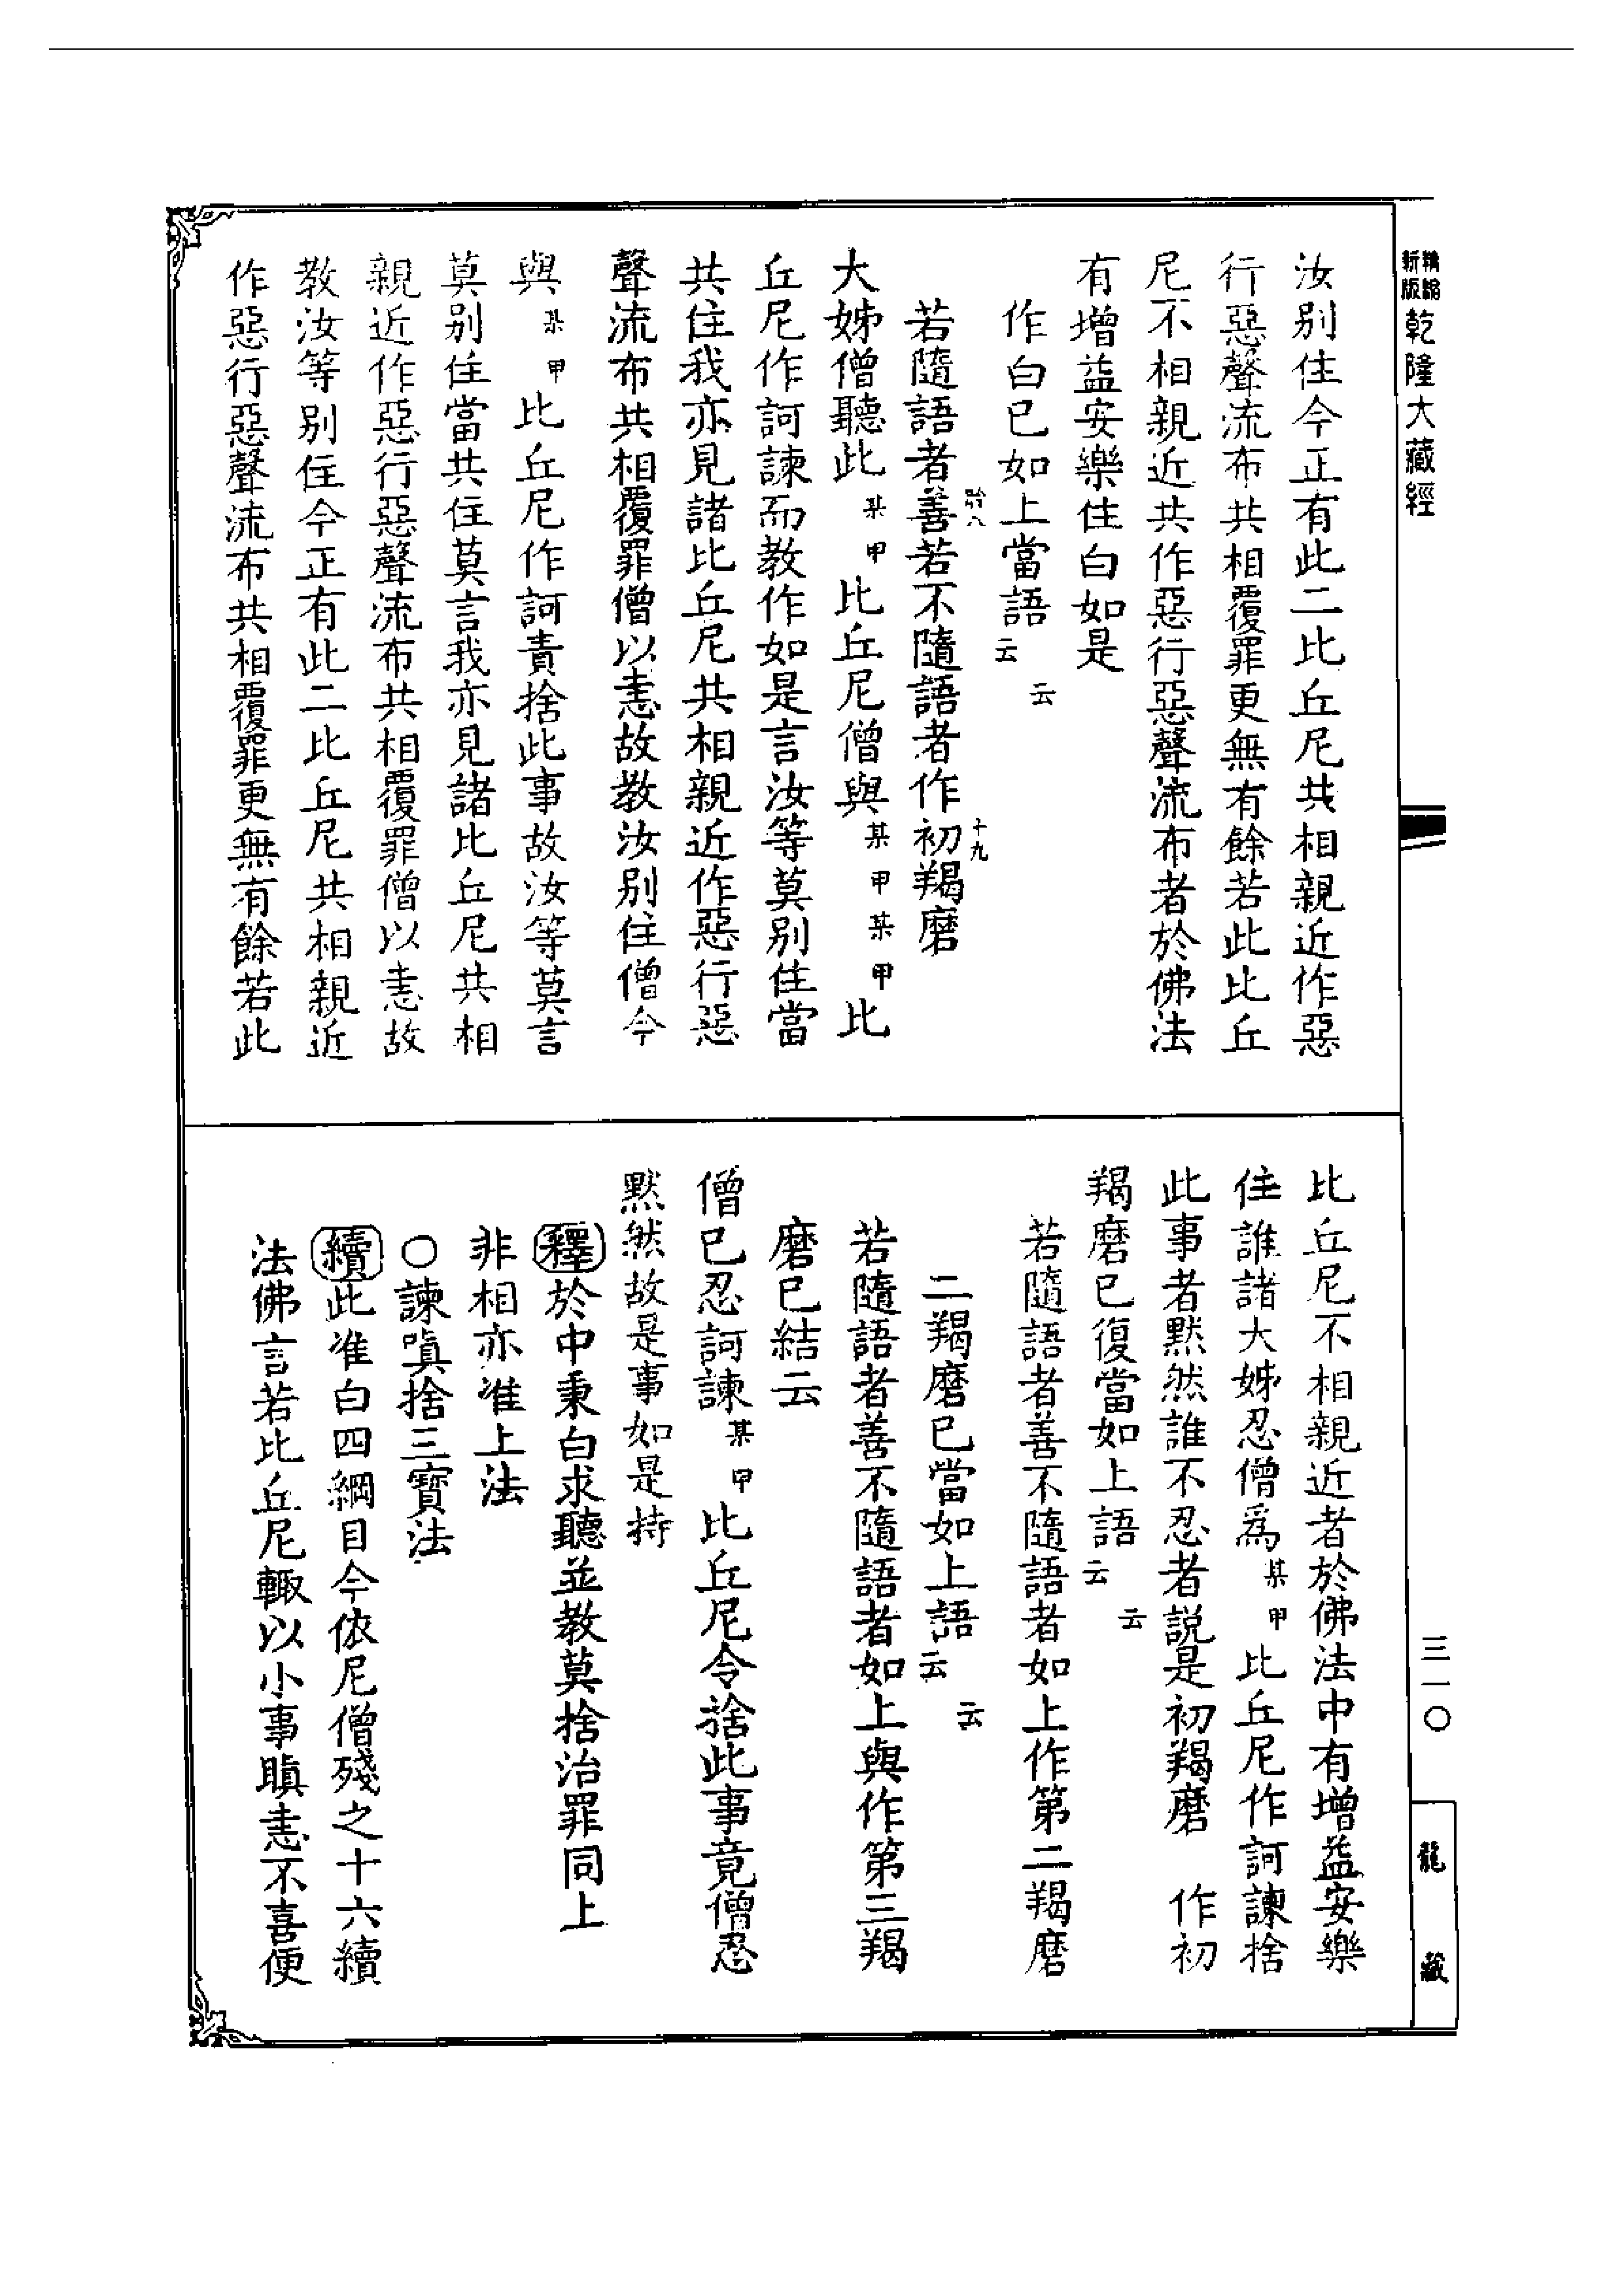 精縮
新版
乾隆大藏經
三一〇
龍藏
汝別住今正有此二比丘尼共相親近作惡
行惡聲流布共相覆罪更無有餘若此比丘
尼不相親近共作惡行惡聲流布者於佛法
有增益安樂住白如是
作白已如上當語云云
若隨語者善若不隨語者作初羯磨
十九
大姊僧聽此某甲比丘尼僧與某甲某甲比
丘尼作訶諫而教作如是言汝等莫別住當
共住我亦見諸比丘尼共相親近作惡行惡
聲流布共相覆罪僧以恚故教汝別住僧今
與某甲比丘尼作訶責捨此事故汝等莫言
莫別住當共住莫言我亦見諸比丘尼共相
親近作惡行惡聲流布共相覆罪僧以恚故
教汝等別住今正有此二比丘尼共相親近
作惡行惡聲流布共相覆罪更無有餘若此
比丘尼不相親近者於佛法中有增益安樂
住誰諸大姊忍僧為某甲比丘尼作訶諫捨
此事者默然誰不忍者說是初羯磨 作初
羯磨已復當如上語云云
若隨語者善不隨語者如上作第二羯磨
二羯磨已當如上語云云
若隨語者善不隨語者如上與作第三羯
磨已結云
僧已忍訶諫某甲比丘尼令捨此事竟僧忍
默然故是事如是持
釋於中秉白求聽並教莫捨治罪同上
非相亦准上法
〇諫嗔捨三寶法
續此准白四綱目今依尼僧殘之十六續
法佛言若比丘尼輙以小事瞋恚不喜便